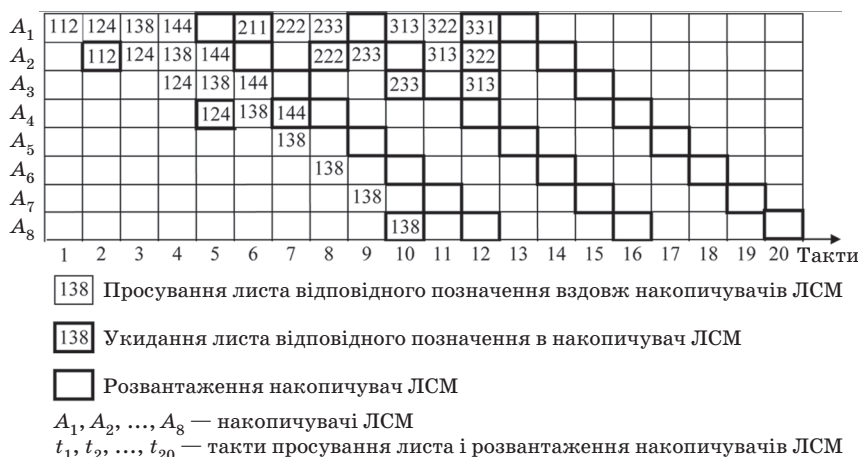 A1 112 124 138 144 211 222 233 313 322 331
A2 112 124 138 144 222 233 313 322
A3 124 138 144 233 313
A4 124 138 144
A5 138
A6 138
A7 138
A8 138
1 2 3 4 5 6 7 8 9 10 11 12 13 14 15 16 17 18 19 20 Такти
138 Просування листа відповідного позначення вздовж накопичувачів ЛСМ
138 Укидання листа відповідного позначення в накопичувач ЛСМ
Розвантаження накопичувач ЛСМ
A1, A2, ..., A8 — накопичувачі ЛСМ
t1, t2, ..., t20 — такти просування листа і розвантаження накопичувачів ЛСМ